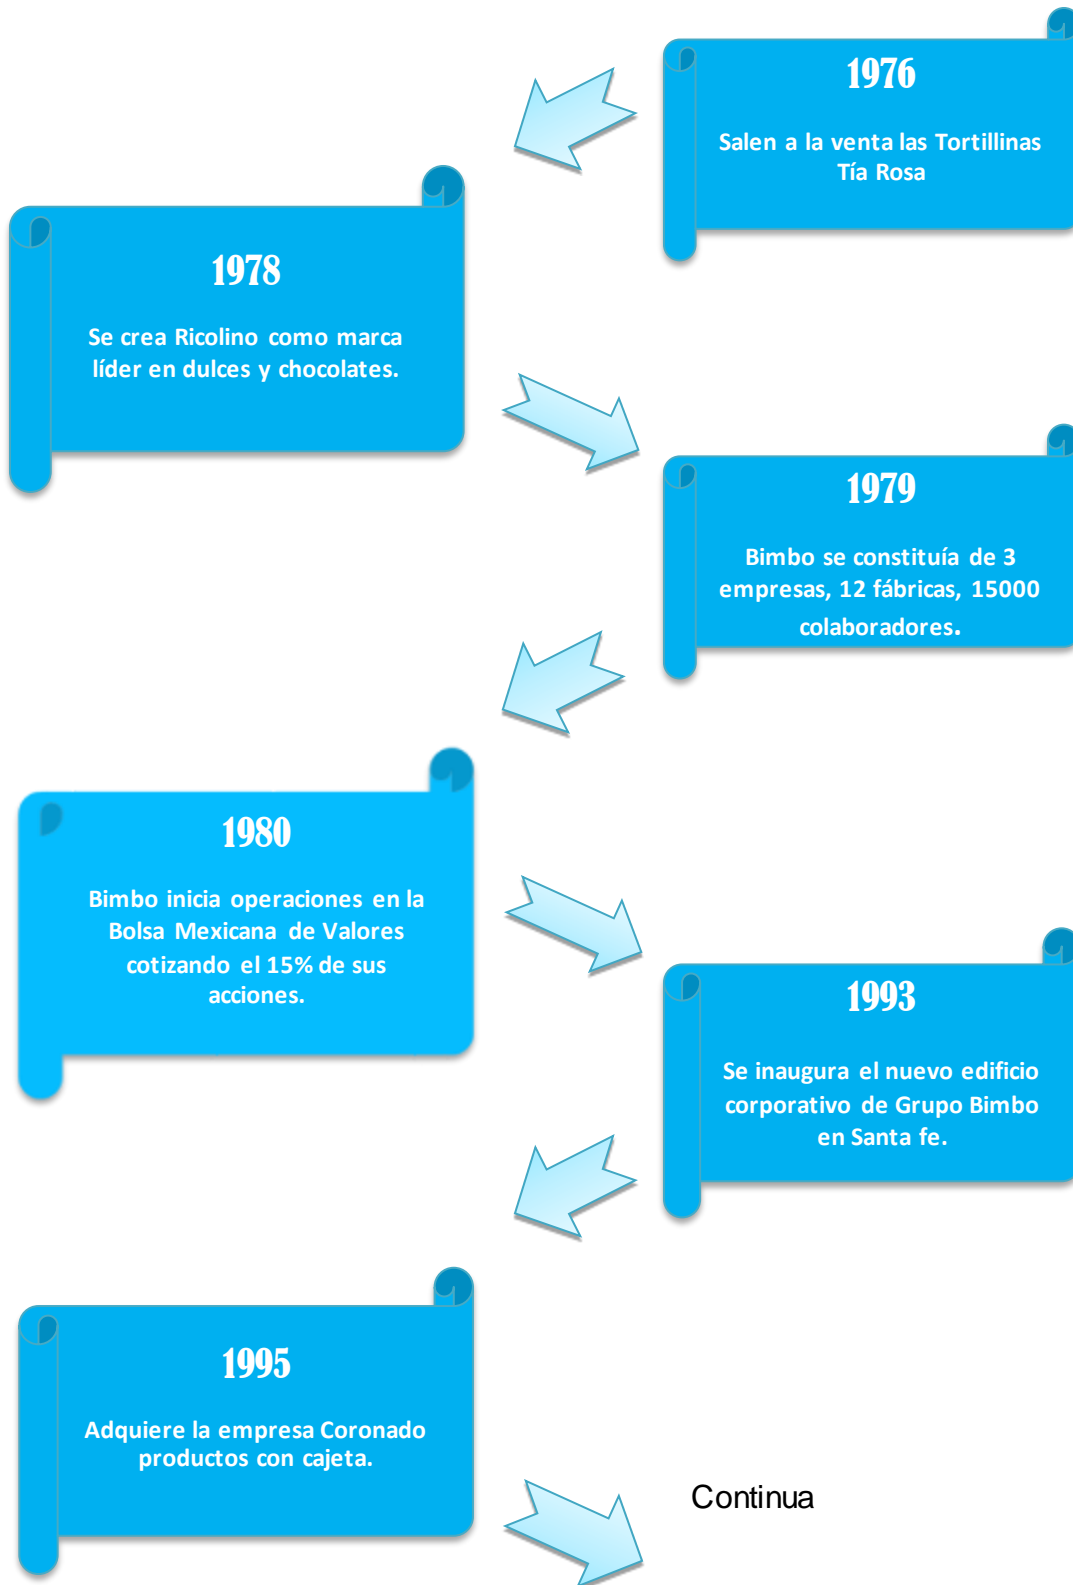 1976
Salen a la venta las Tortillinas
Tía Rosa
1978
Se crea Ricolino como marca
líder en dulces y chocolates.
1979
Bimbo se constituía de 3
empresas, 12 fábricas, 15000
colaboradores.
1980
Bimbo inicia operaciones en la
Bolsa Mexicana de Valores
cotizando el 15% de sus
acciones.
1993
Se inaugura el nuevo edificio
corporativo de Grupo Bimbo
en Santa fe.
1995
Adquiere la empresa Coronado
productos con cajeta.
Continua